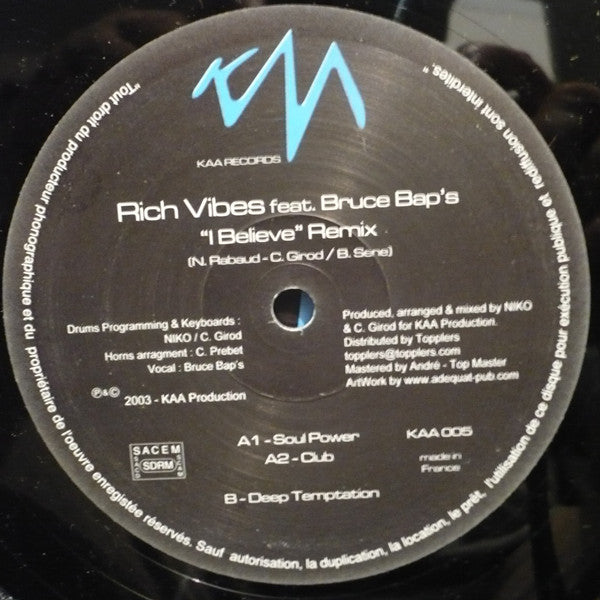 KAA
KAA RECORDS
Rich Vibes feat. Bruce Bap's
"I Believe" Remix
(N. Rabaud - C. Girod / B. Sene)
Drums Programming & Keyboards :
NIKO / C. Girod
Horns arragment : C. Prebet
Vocal : Bruce Bap's
℗&© 2003 - KAA Production
Produced, arranged & mixed by NIKO
& C. Girod for KAA Production.
Distributed by Topplers
topplers@topplers.com
Mastered by André - Top Master
ArtWork by www.adequat-pub.com
A1 - Soul Power
A2 - Club
B - Deep Temptation
KAA 005
made in
France
SACEM
SDRM
"Tout droit du producteur phonographique et du propriétaire de l'oeuvre enregistée réservés. Sauf autorisation, la duplication, la location, le prêt, l'utilisation de ce disque pour exécution publique et rediffusion sont interdites."